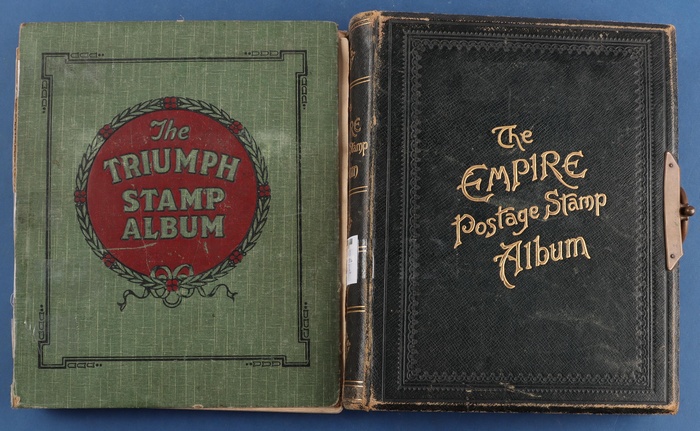 The
TRIUMPH
STAMP
ALBUM
The
EMPIRE
Postage Stamp
Album